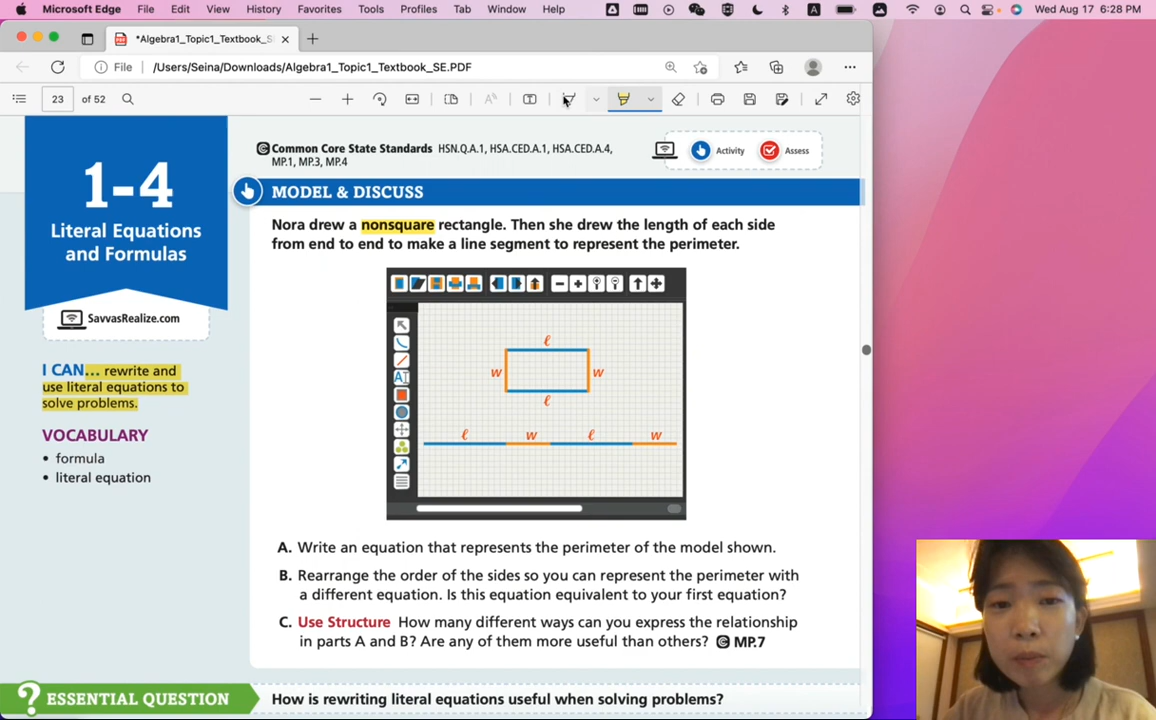 Microsoft Edge File Edit View History Favorites Tools Profiles Tab Window Help A Wed Aug 17 6:28 PM
*Algebra1_Topic1_Textbook_S
File /Users/Seina/Downloads/Algebra1_Topic1_Textbook_SE.PDF
23 of 52
1-4
Literal Equations
and Formulas
SavvasRealize.com
I CAN... rewrite and
use literal equations to
solve problems.
VOCABULARY
• formula
• literal equation
Common Core State Standards HSN.Q.A.1, HSA.CED.A.1, HSA.CED.A.4,
MP.1, MP.3, MP.4
Activity Assess
MODEL & DISCUSS
Nora drew a nonsquare rectangle. Then she drew the length of each side
from end to end to make a line segment to represent the perimeter.
ℓ
w w
ℓ
ℓ w ℓ w
A. Write an equation that represents the perimeter of the model shown.
B. Rearrange the order of the sides so you can represent the perimeter with
a different equation. Is this equation equivalent to your first equation?
C. Use Structure How many different ways can you express the relationship
in parts A and B? Are any of them more useful than others? MP.7
? ESSENTIAL QUESTION How is rewriting literal equations useful when solving problems?